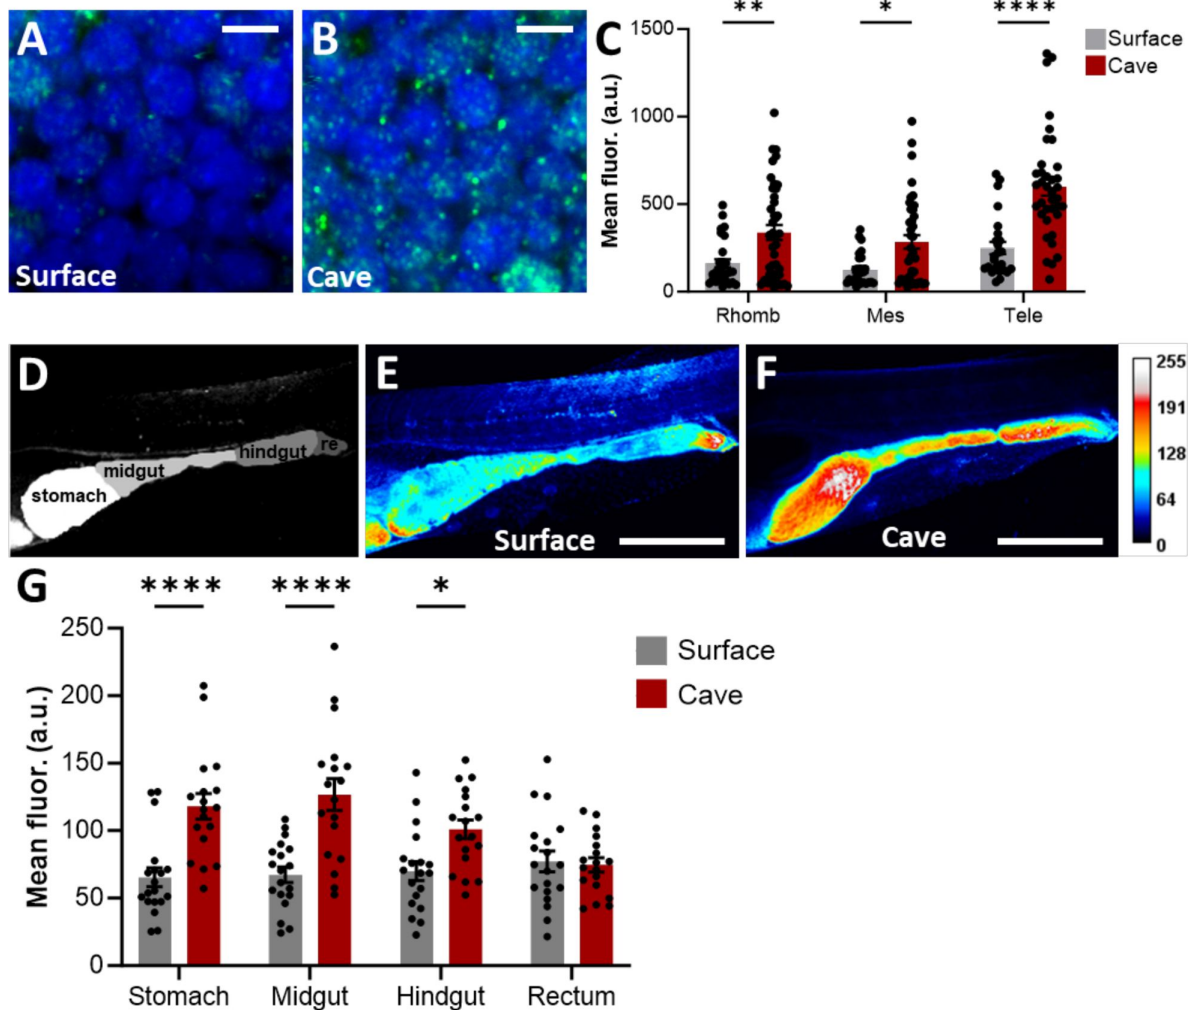 A
Surface
B
Cave
C
** * ****
Surface
Cave
Mean fluor. (a.u.)
1500
1000
500
0
Rhomb Mes Tele
D
stomach
midgut
hindgut
re
E
Surface
F
Cave
255
191
128
64
0
G
**** **** *
Surface
Cave
Mean fluor. (a.u.)
250
200
150
100
50
0
Stomach Midgut Hindgut Rectum